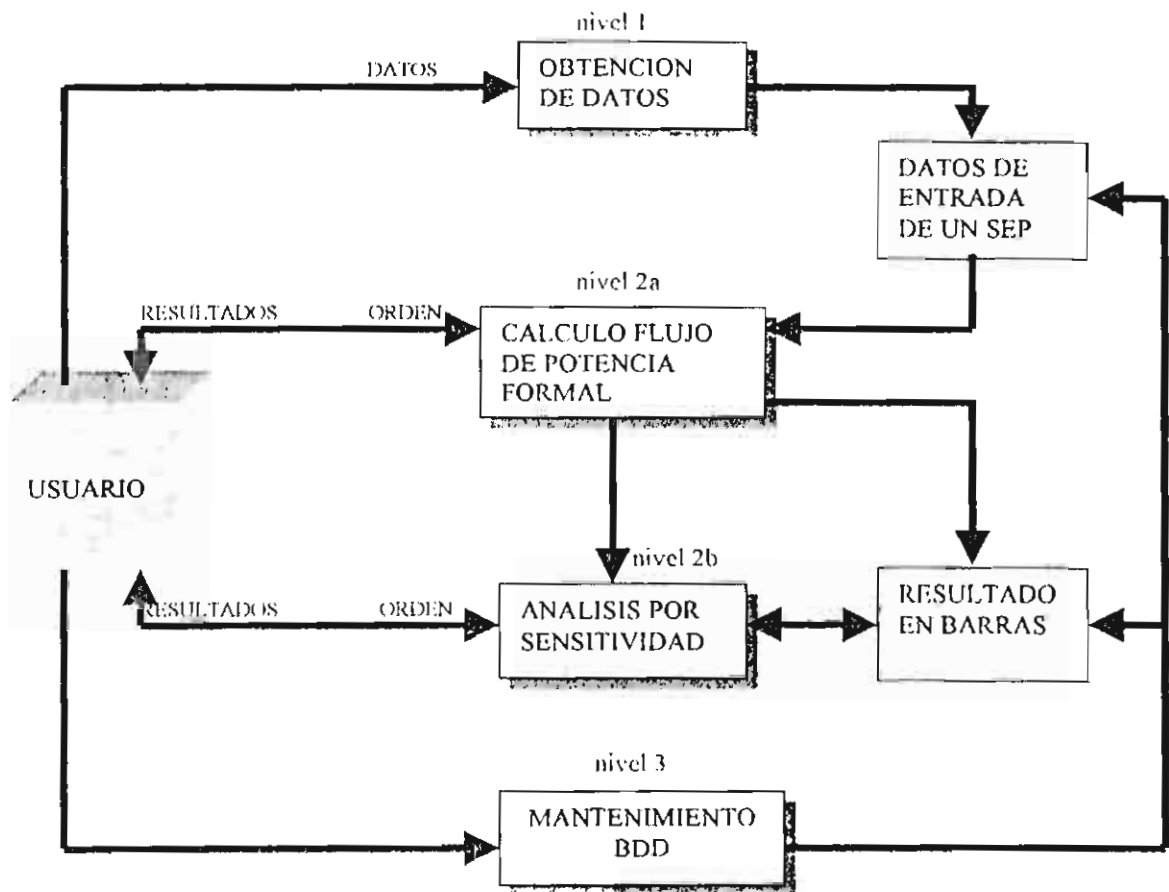 nivel 1
DATOS
OBTENCION
DE DATOS
DATOS DE
ENTRADA
DE UN SEP
nivel 2a
RESULTADOS
ORDEN
CALCULO FLUJO
DE POTENCIA
FORMAL
USUARIO
nivel 2b
RESULTADOS
ORDEN
ANALISIS POR
SENSITIVIDAD
RESULTADO
EN BARRAS
nivel 3
MANTENIMIENTO
BDD